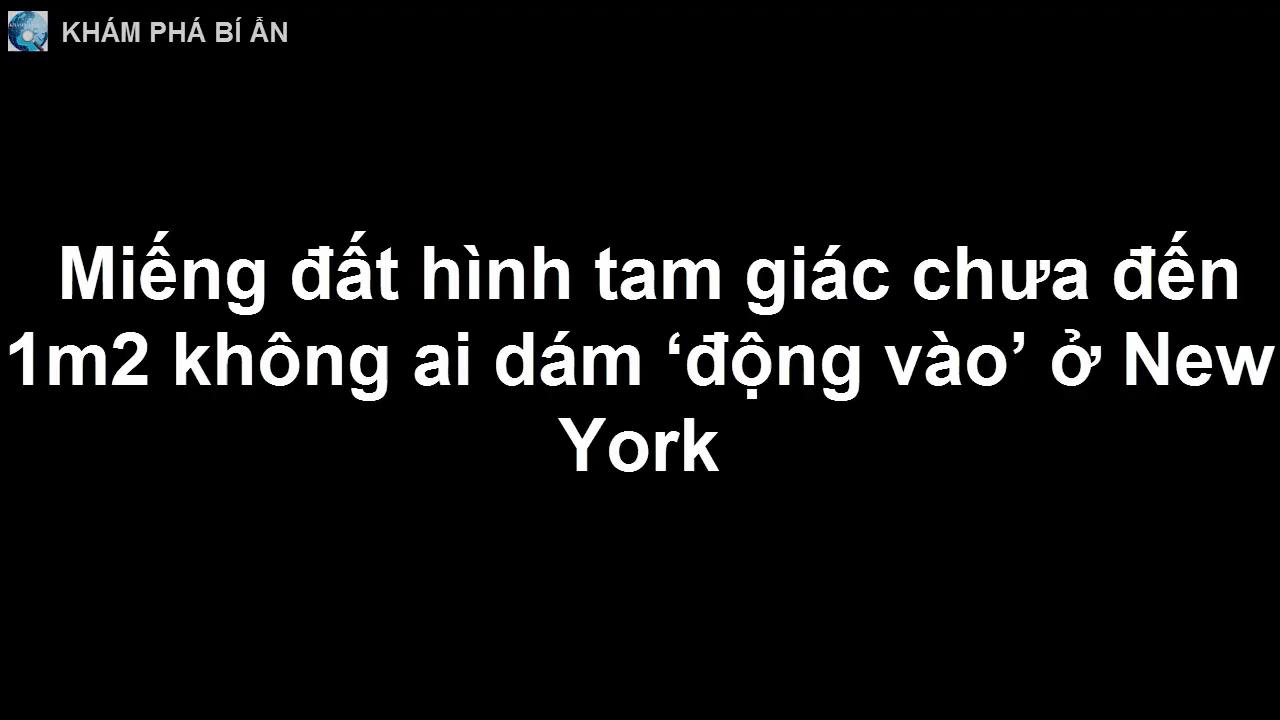 KHÁM PHÁ BÍ ẨN
Miếng đất hình tam giác chưa đến
1m2 không ai dám ‘động vào’ ở New
York